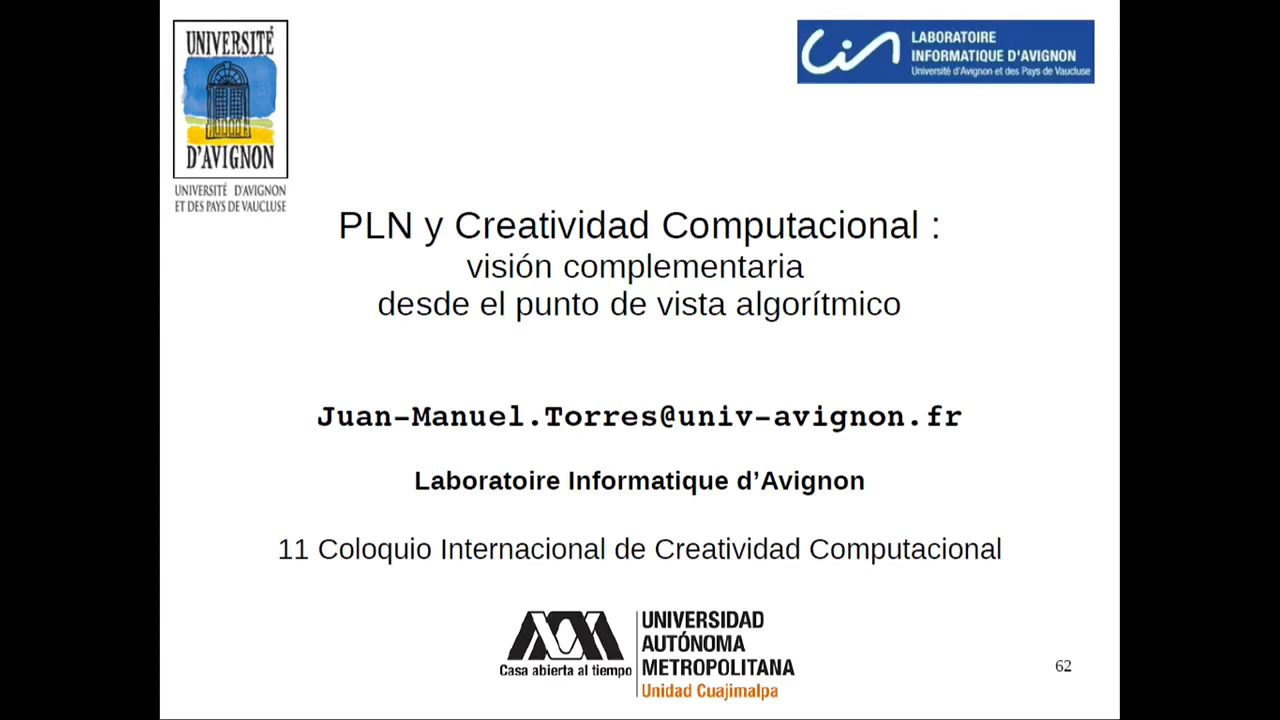 UNIVERSITÉ
D'AVIGNON
UNIVERSITÉ D'AVIGNON
ET DES PAYS DE VAUCLUSE
LABORATOIRE
INFORMATIQUE D'AVIGNON
Université d'Avignon et des Pays de Vaucluse
PLN y Creatividad Computacional :
visión complementaria
desde el punto de vista algorítmico
Juan-Manuel.Torres@univ-avignon.fr
Laboratoire Informatique d’Avignon
11 Coloquio Internacional de Creatividad Computacional
Casa abierta al tiempo
UNIVERSIDAD
AUTÓNOMA
METROPOLITANA
Unidad Cuajimalpa
62